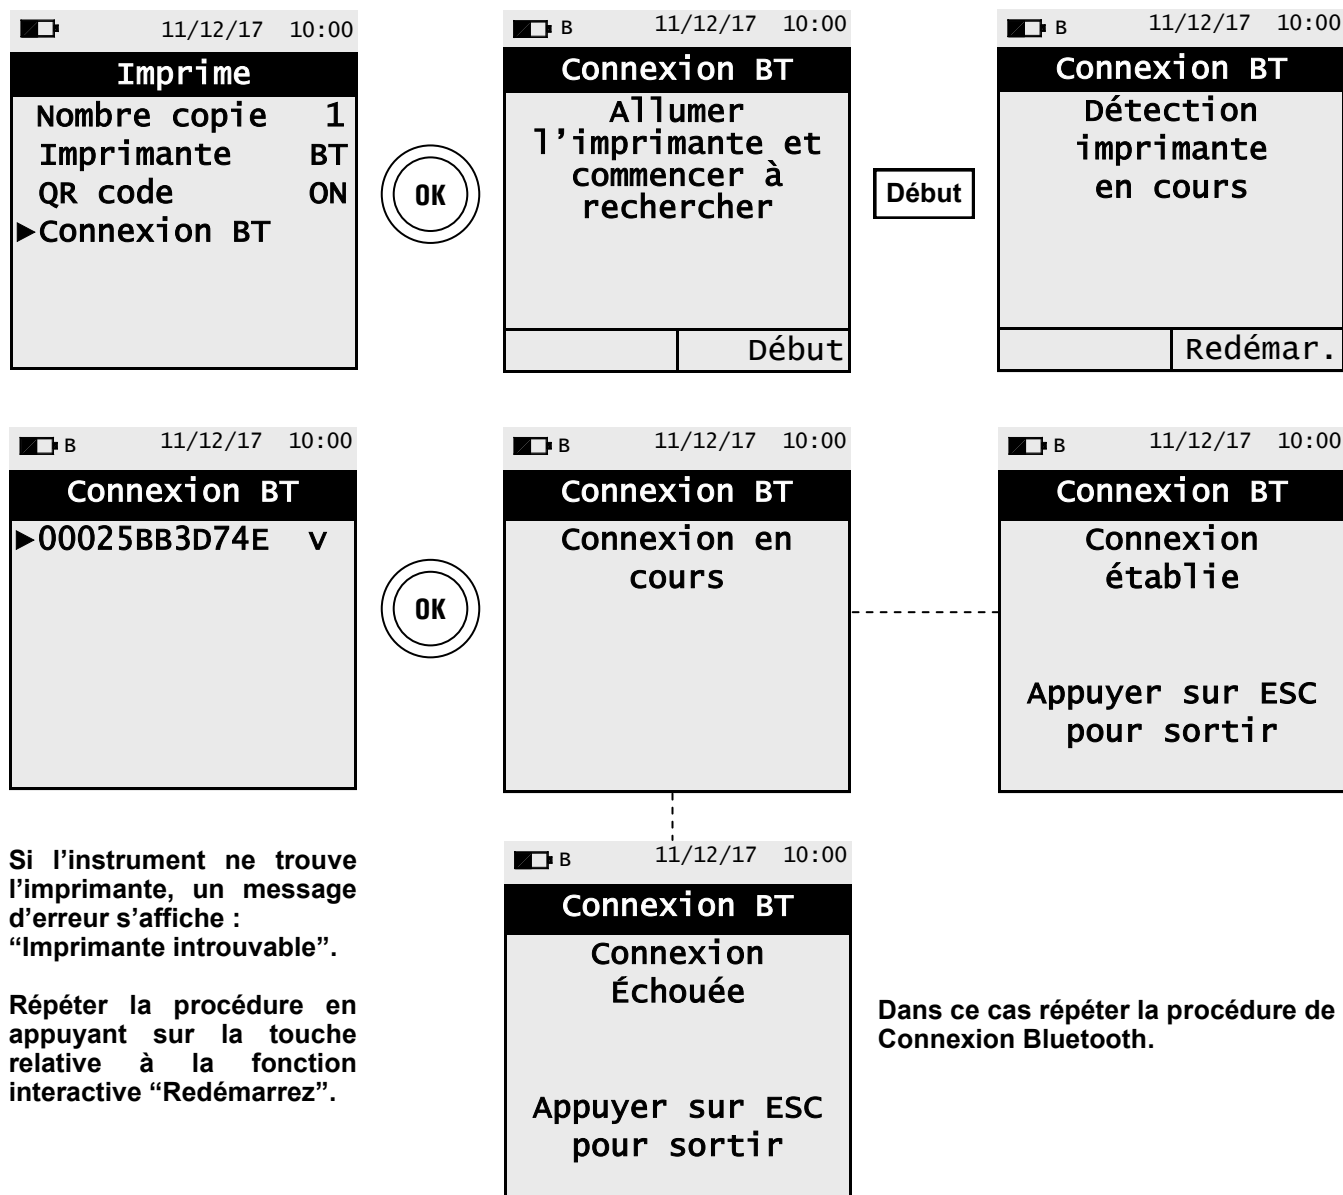 11/12/17 10:00
Imprime
Nombre copie 1
Imprimante BT
QR code ON
►Connexion BT
OK
B 11/12/17 10:00
Connexion BT
Allumer
l’imprimante et
commencer à
rechercher
Début
Début
B 11/12/17 10:00
Connexion BT
Détection
imprimante
en cours
Redémar.
B 11/12/17 10:00
Connexion BT
►00025BB3D74E V
OK
B 11/12/17 10:00
Connexion BT
Connexion en
cours
B 11/12/17 10:00
Connexion BT
Connexion
établie
Appuyer sur ESC
pour sortir
Si l’instrument ne trouve
l’imprimante, un message
d’erreur s’affiche :
“Imprimante introuvable”.
Répéter la procédure en
appuyant sur la touche
relative à la fonction
interactive “Redémarrez”.
B 11/12/17 10:00
Connexion BT
Connexion
Échouée
Appuyer sur ESC
pour sortir
Dans ce cas répéter la procédure de
Connexion Bluetooth.